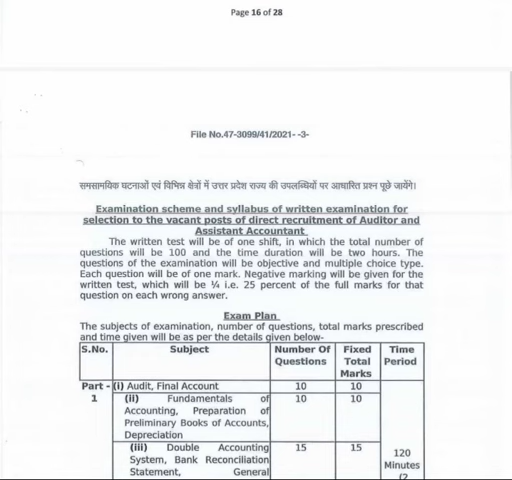 Page 16 of 28
File No.47-3099/41/2021- -3-
समसामयिक घटनाओं एवं विभिन्न क्षेत्रों में उत्तर प्रदेश राज्य की उपलब्धियों पर आधारित प्रश्न पूछे जायेंगे।
Examination scheme and syllabus of written examination for
selection to the vacant posts of direct recruitment of Auditor and
Assistant Accountant
The written test will be of one shift, in which the total number of
questions will be 100 and the time duration will be two hours. The
questions of the examination will be objective and multiple choice type.
Each question will be of one mark. Negative marking will be given for the
written test, which will be ¼ i.e. 25 percent of the full marks for that
question on each wrong answer.
Exam Plan
The subjects of examination, number of questions, total marks prescribed
and time given will be as per the details given below-
S.No. Subject Number Of Fixed Time
Questions Total Period
Marks
Part - (i) Audit, Final Account 10 10
1 (ii) Fundamentals of 10 10
Accounting, Preparation of
Preliminary Books of Accounts,
Depreciation
(iii) Double Accounting 15 15 120
System, Bank Reconciliation Minutes
Statement, General (2